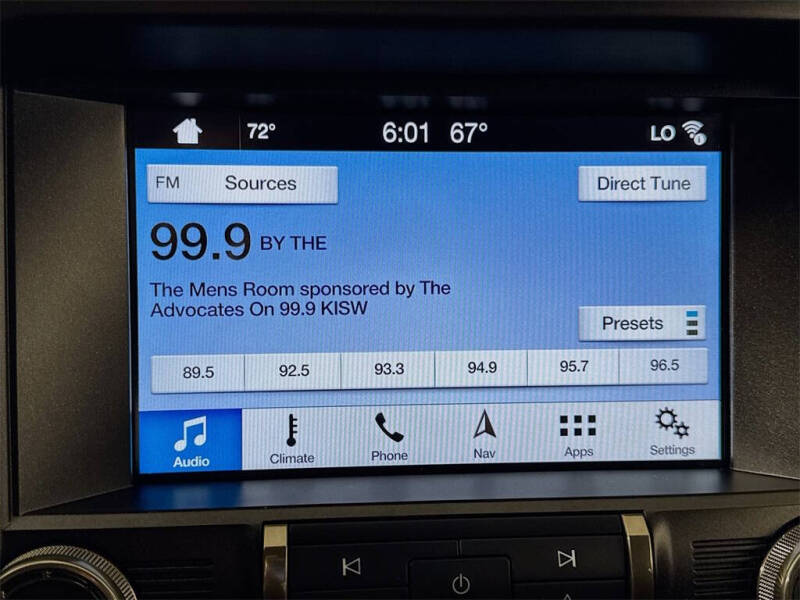 72° 6:01 67° LO
FM Sources Direct Tune
99.9 BY THE
The Mens Room sponsored by The
Advocates On 99.9 KISW
Presets
89.5 92.5 93.3 94.9 95.7 96.5
Audio Climate Phone Nav Apps Settings